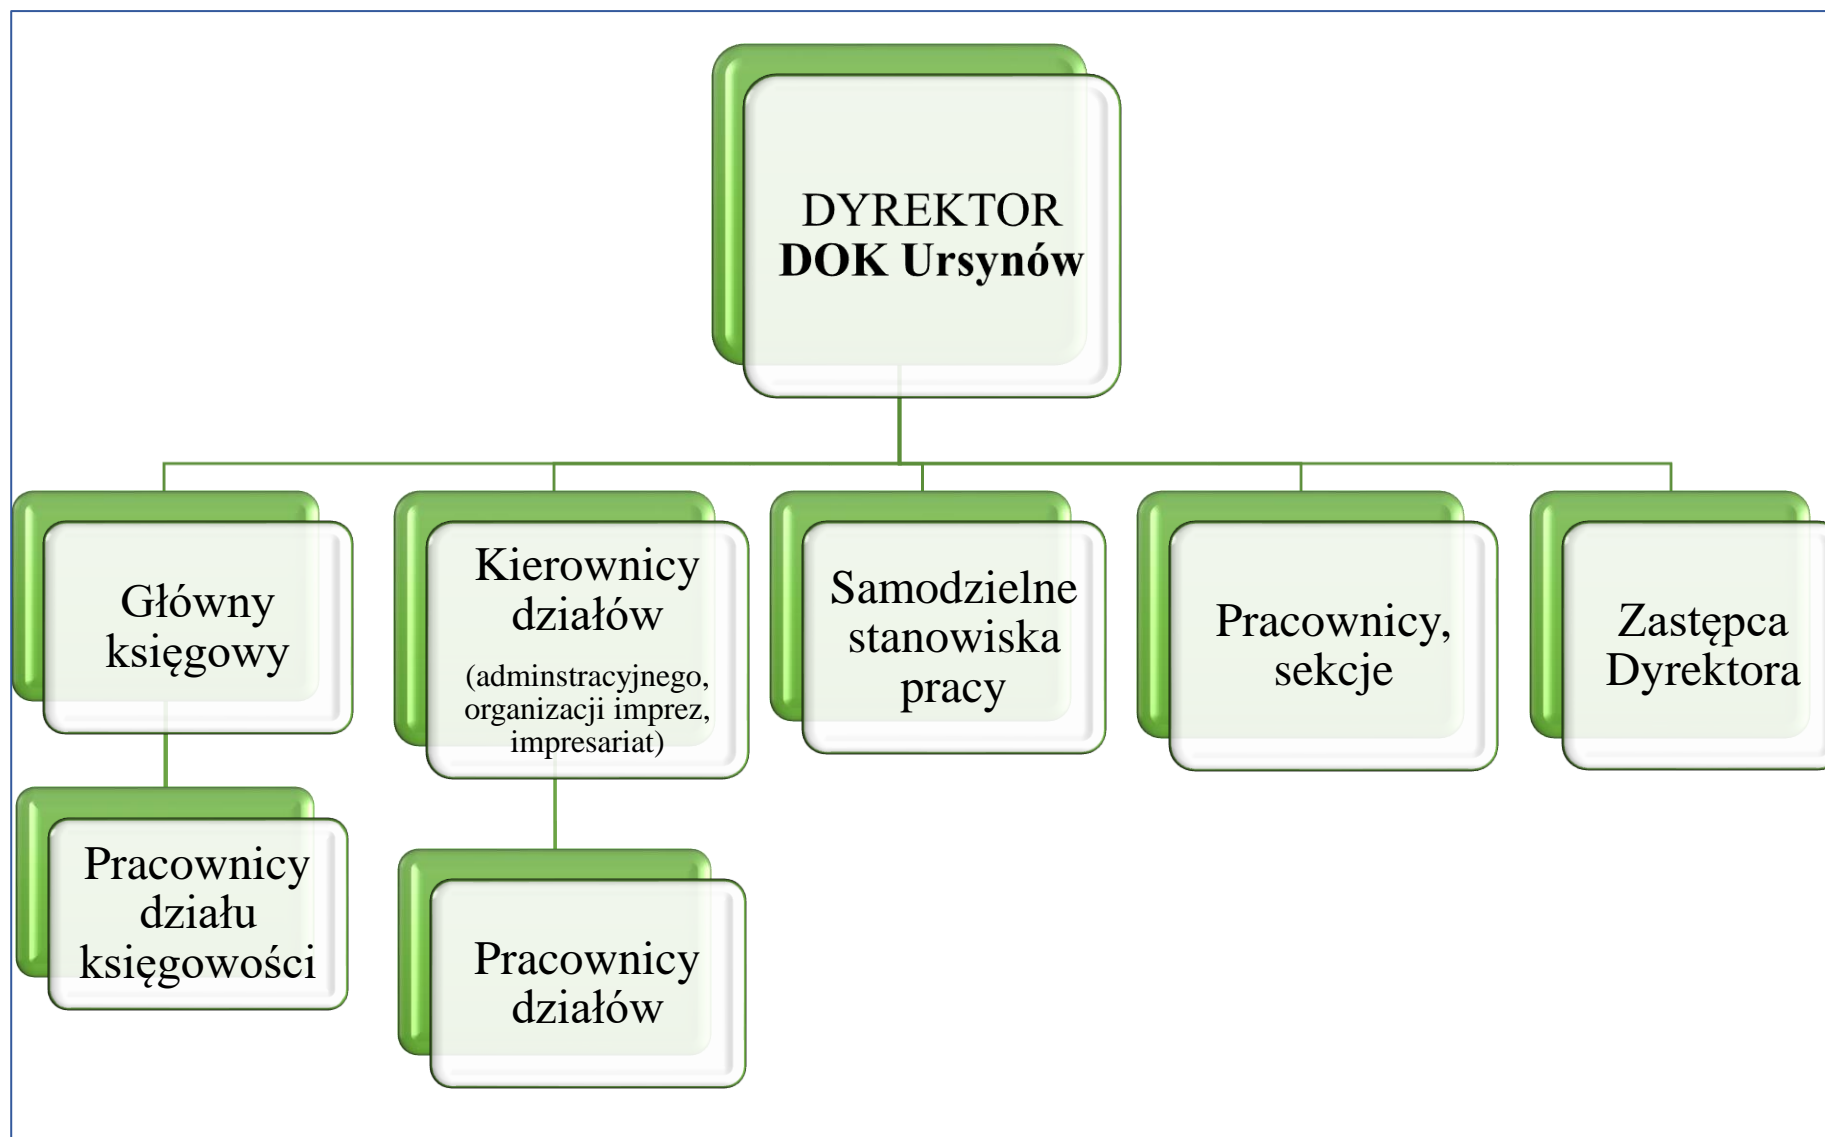 DYREKTOR
DOK Ursynów
Główny
księgowy
Kierownicy
działów
(adminstracyjnego,
organizacji imprez,
impresariat)
Samodzielne
stanowiska
pracy
Pracownicy,
sekcje
Zastępca
Dyrektora
Pracownicy
działu
księgowości
Pracownicy
działów